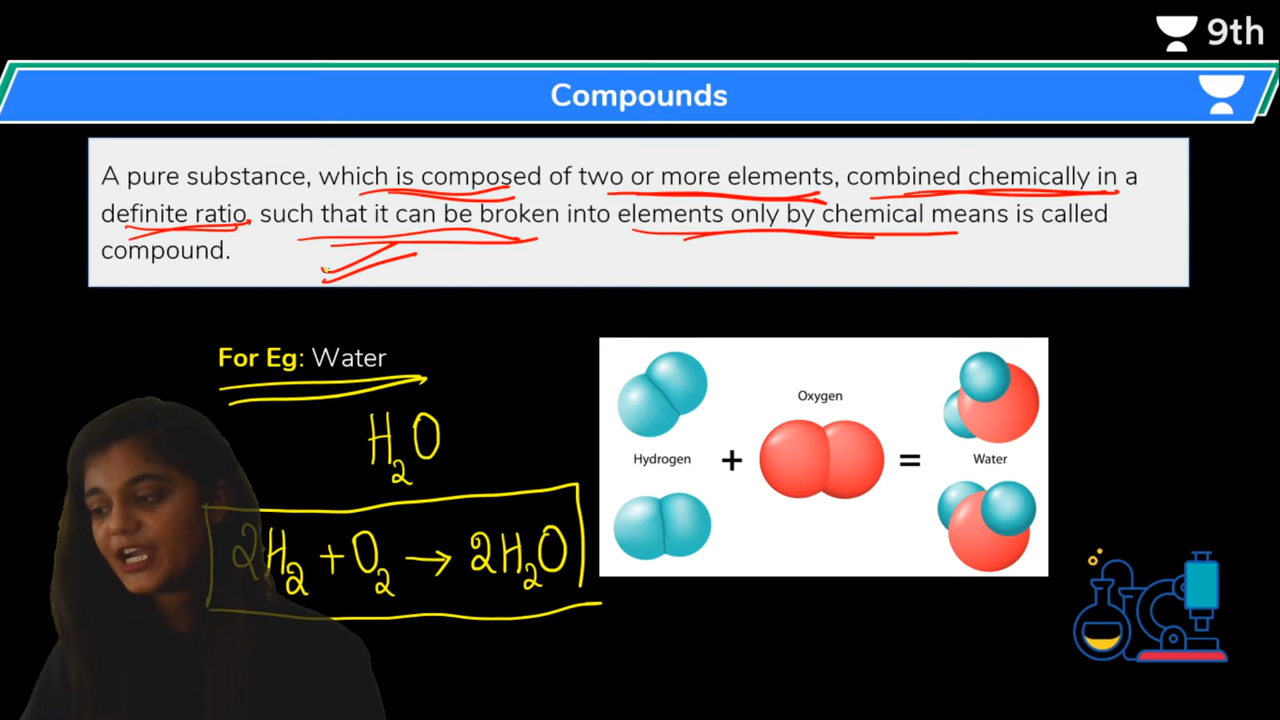 9th
Compounds
A pure substance, which is composed of two or more elements, combined chemically in a
definite ratio, such that it can be broken into elements only by chemical means is called
compound.
For Eg: Water
H₂O
2H₂ + O₂ → 2H₂O
Oxygen
Hydrogen + = Water